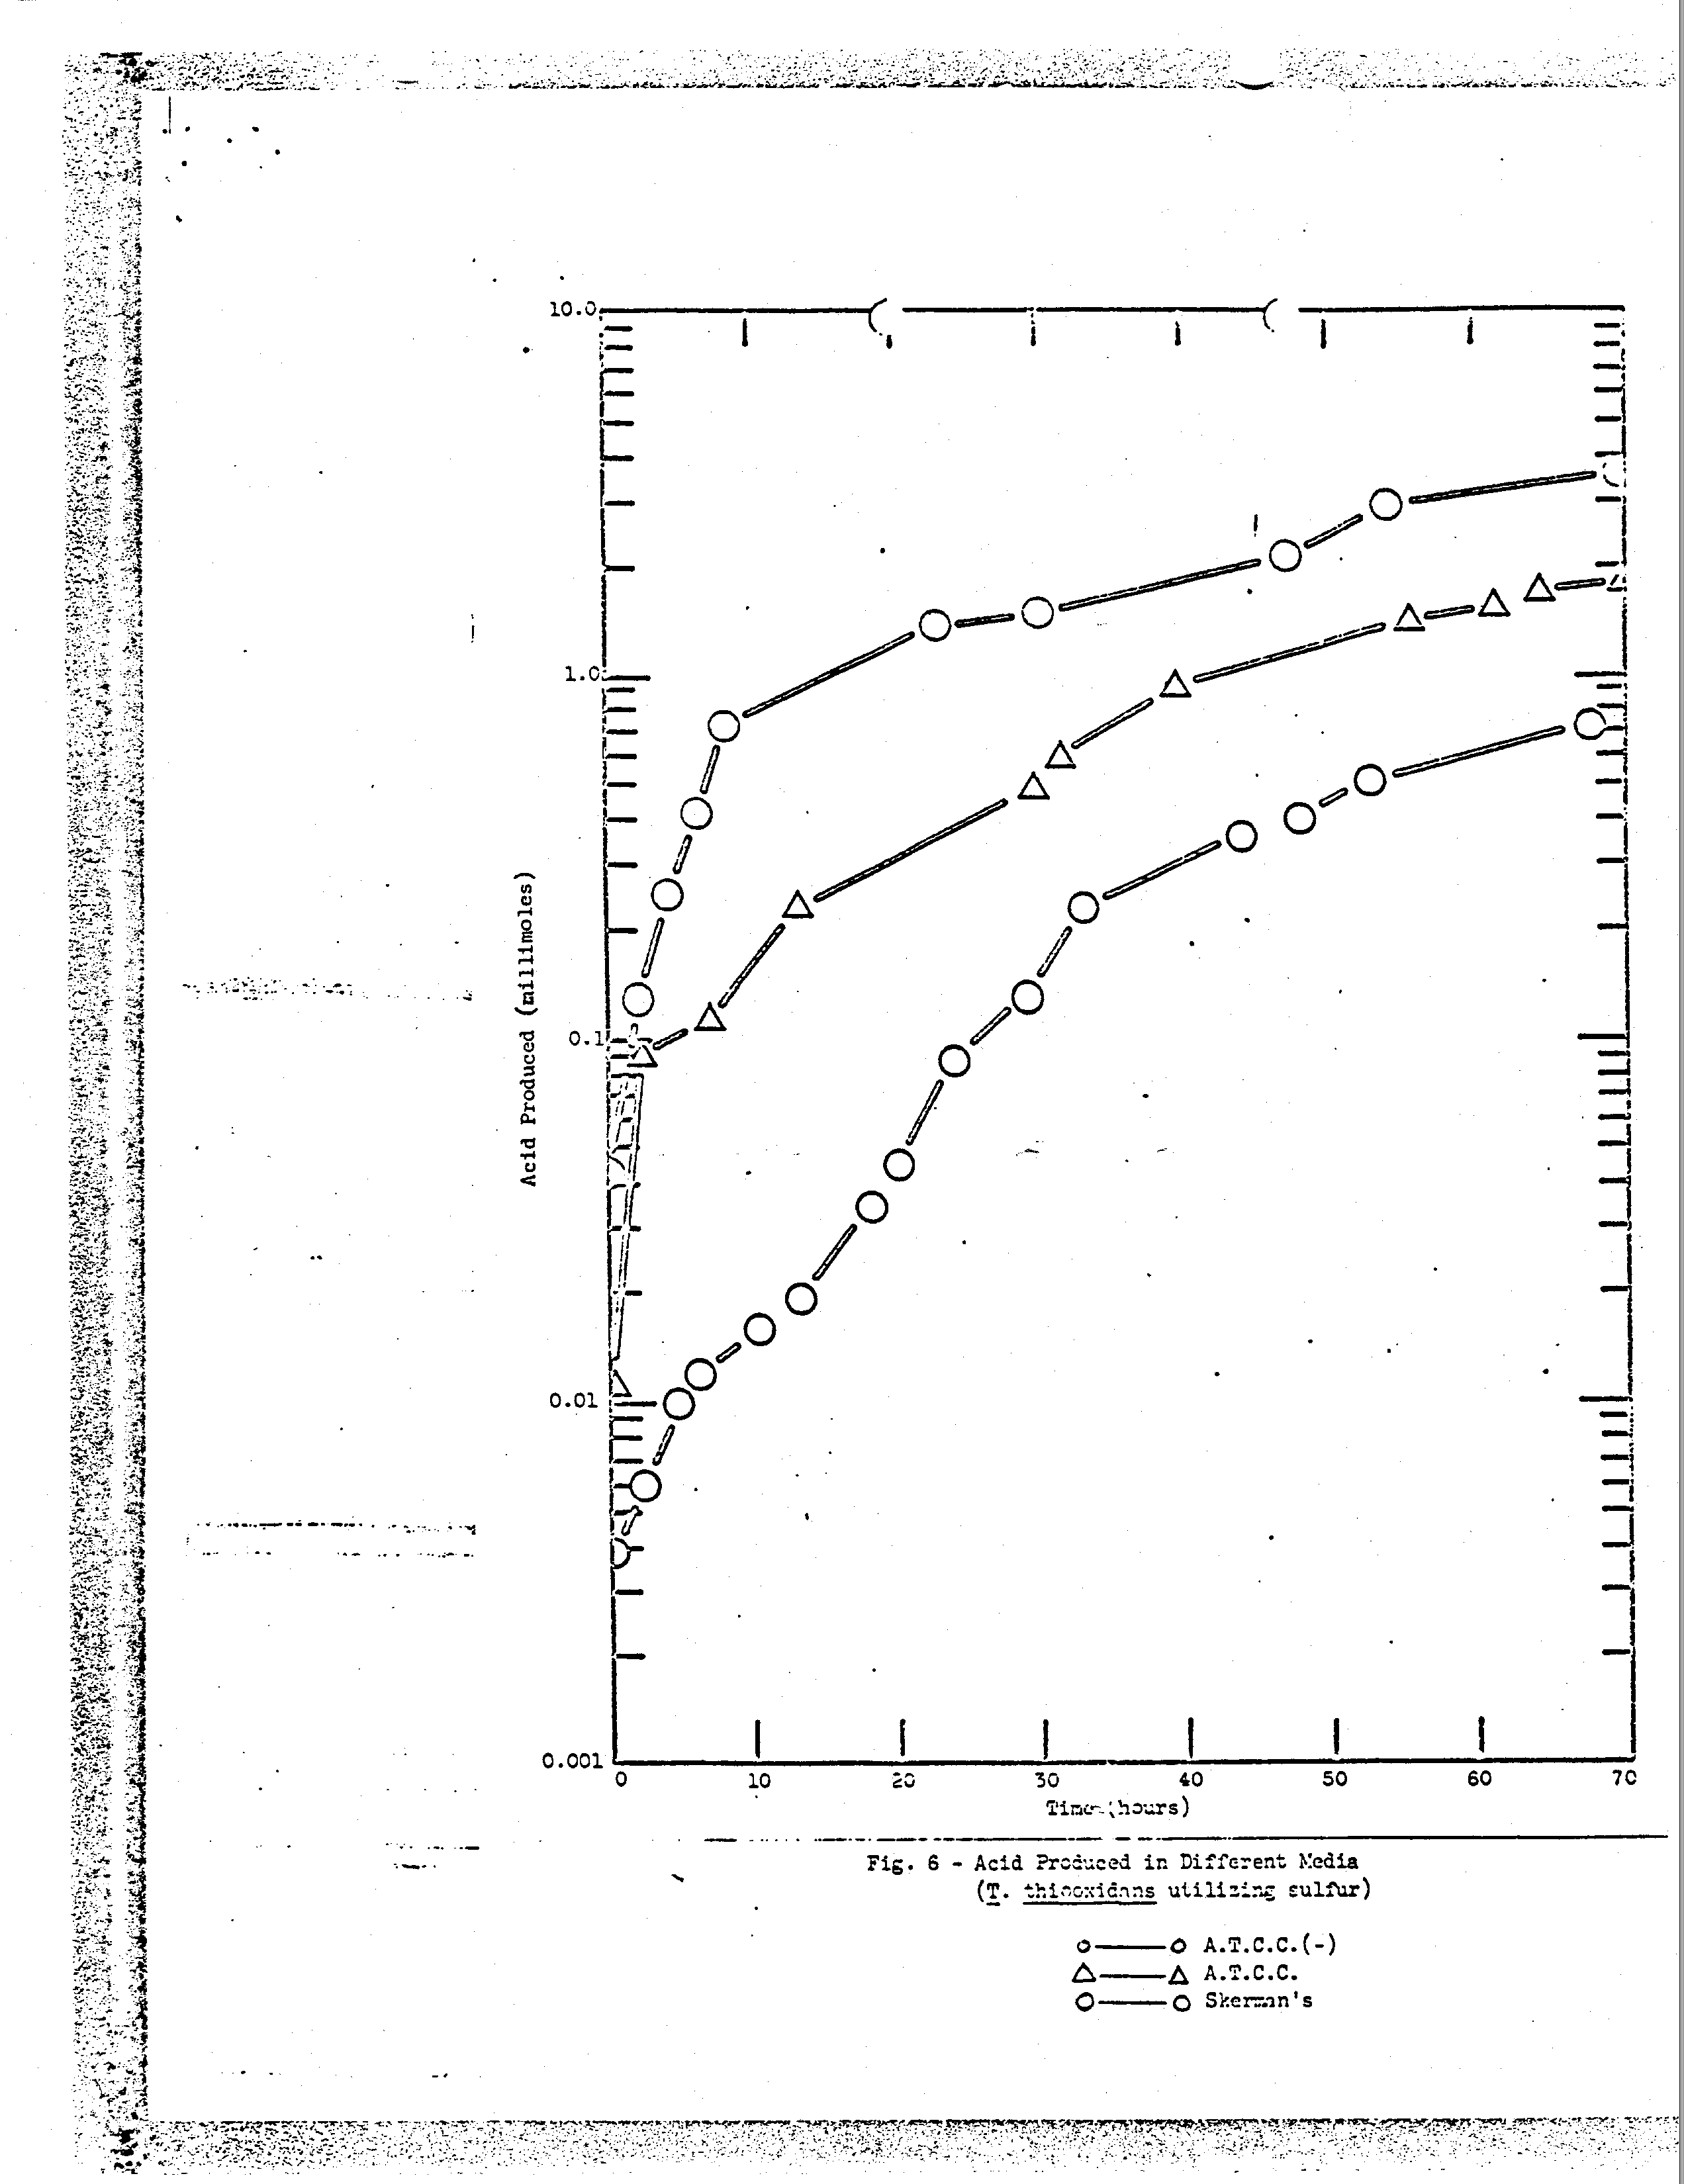 10.0
1.0
0.1
0.01
0.001
Acid Produced (millimoles)
0 10 20 30 40 50 60 70
Time (hours)
Fig. 6 - Acid Produced in Different Media
(T. thiooxidans utilizing sulfur)
A.T.C.C.(-)
A.T.C.C.
Skerman's